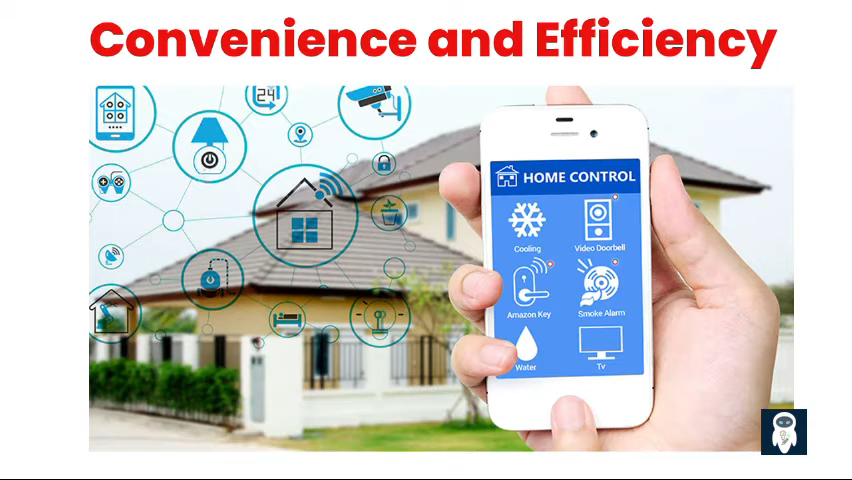 Convenience and Efficiency
24
HOME CONTROL
Cooling
Video Doorbell
Amazon Key
Smoke Alarm
Water
Tv